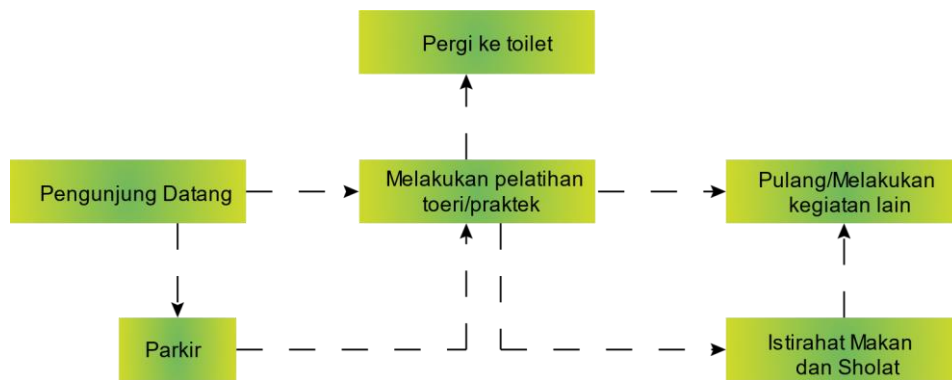 Pergi ke toilet
Pengunjung Datang
Melakukan pelatihan
toeri/praktek
Pulang/Melakukan
kegiatan lain
Parkir
Istirahat Makan
dan Sholat